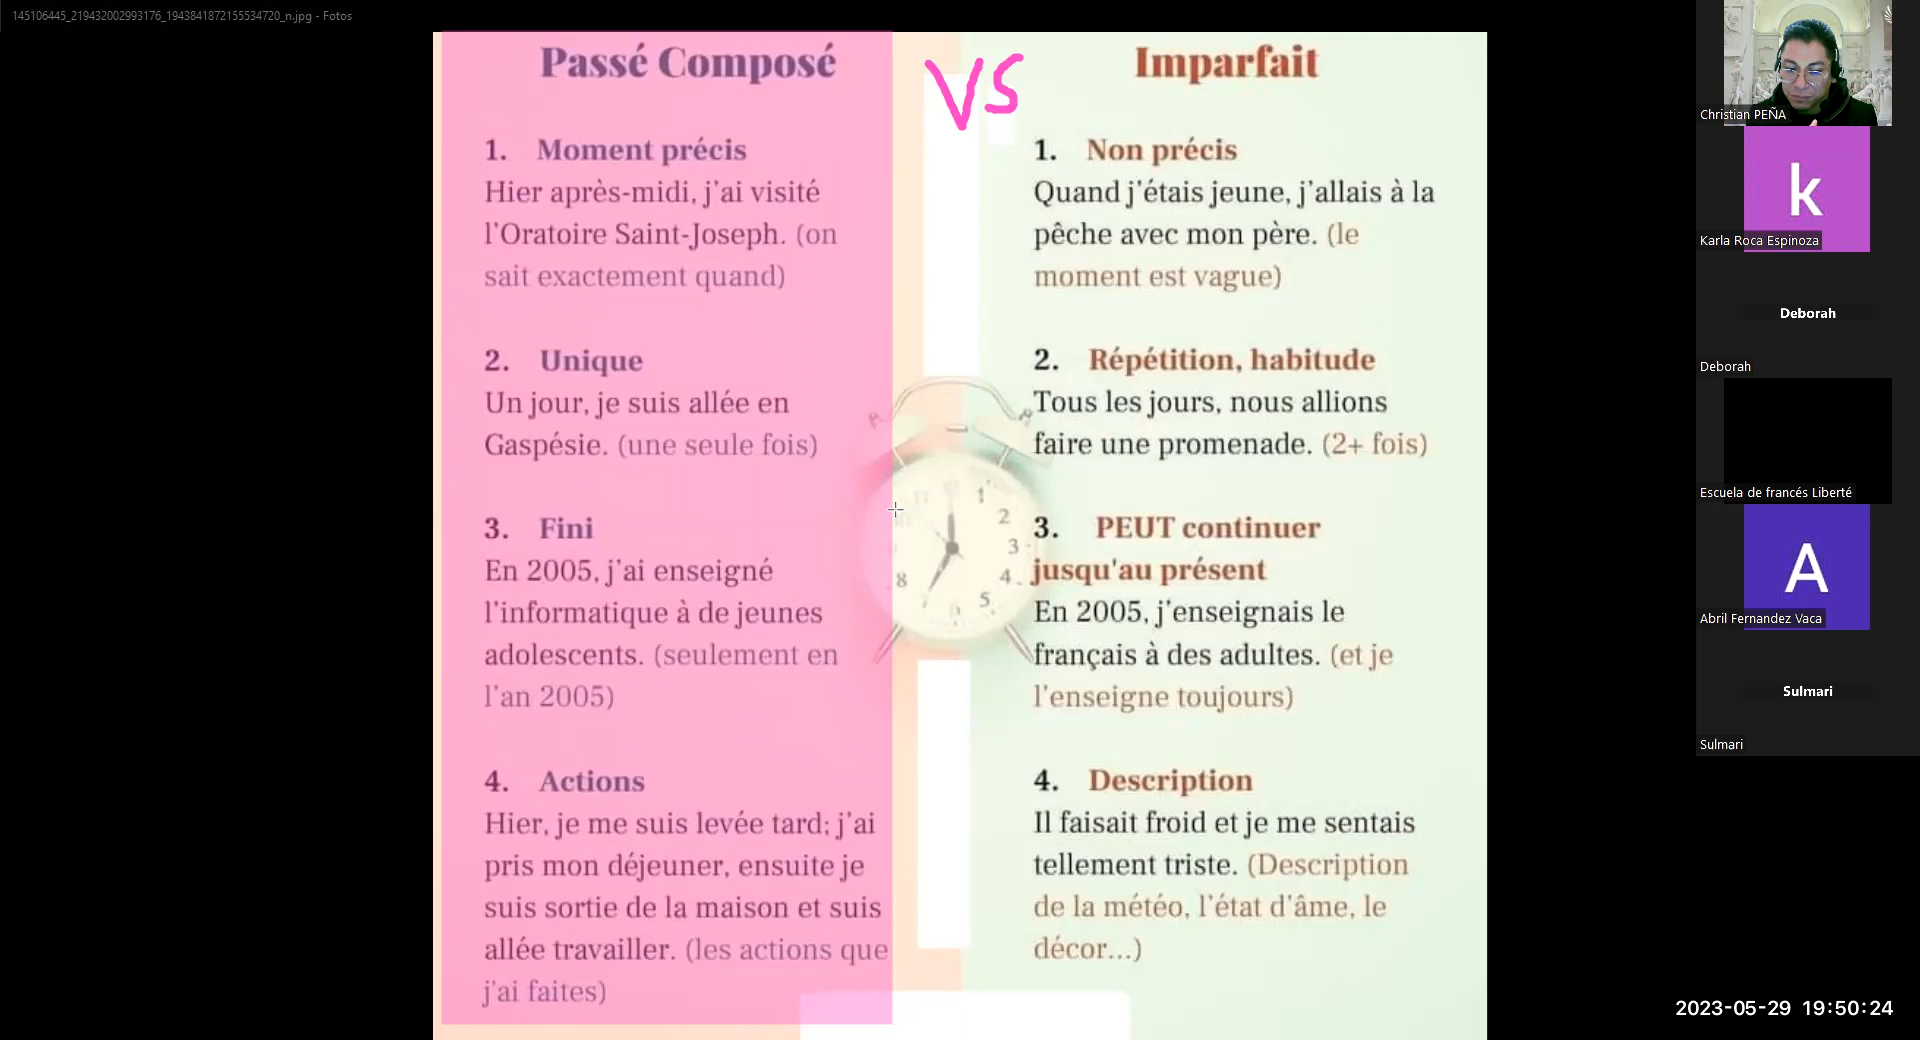 145106445_219432002993176_1943841872155534720_n.jpg - Fotos
Passé Composé
VS
Imparfait
1. Moment précis
Hier après-midi, j'ai visité
l'Oratoire Saint-Joseph. (on
sait exactement quand)
2. Unique
Un jour, je suis allée en
Gaspésie. (une seule fois)
3. Fini
En 2005, j'ai enseigné
l'informatique à de jeunes
adolescents. (seulement en
l'an 2005)
4. Actions
Hier, je me suis levée tard; j'ai
pris mon déjeuner, ensuite je
suis sortie de la maison et suis
allée travailler. (les actions que
j'ai faites)
1. Non précis
Quand j'étais jeune, j'allais à la
pêche avec mon père. (le
moment est vague)
2. Répétition, habitude
Tous les jours, nous allions
faire une promenade. (2+ fois)
3. PEUT continuer
jusqu'au présent
En 2005, j'enseignais le
français à des adultes. (et je
l'enseigne toujours)
4. Description
Il faisait froid et je me sentais
tellement triste. (Description
de la météo, l'état d'âme, le
décor...)
1
2
3
4
5
6
8
Christian PEÑA
k
Karla Roca Espinoza
Deborah
Deborah
Escuela de francés Liberté
A
Abril Fernandez Vaca
Sulmari
Sulmari
2023-05-29 19:50:24